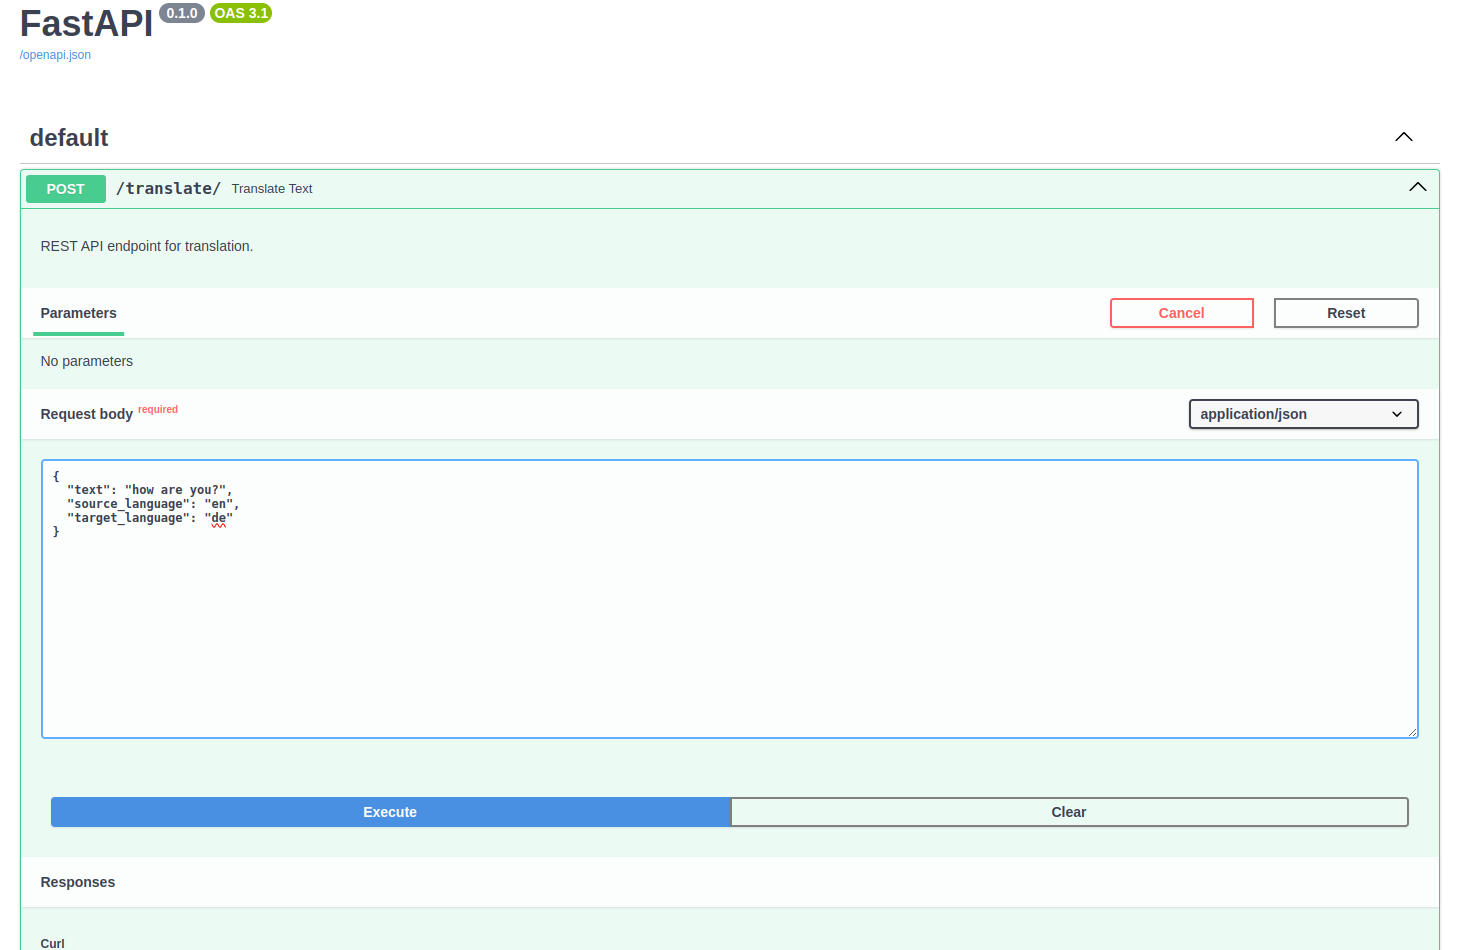 FastAPI 0.1.0 OAS 3.1
/openapi.json
default
POST /translate/ Translate Text
REST API endpoint for translation.
Parameters Cancel Reset
No parameters
Request body required application/json
{
  "text": "how are you?",
  "source_language": "en",
  "target_language": "de"
}
Execute Clear
Responses
Curl